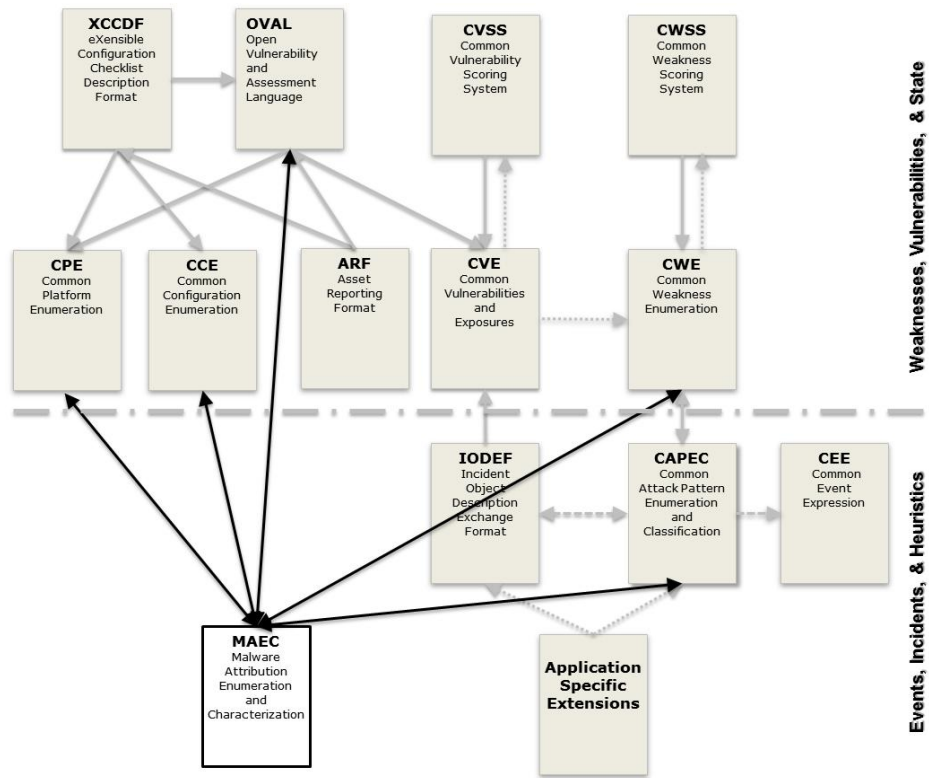 XCCDF
eXensible
Configuration
Checklist
Description
Format
OVAL
Open
Vulnerability
and
Assessment
Language
CVSS
Common
Vulnerability
Scoring
System
CWSS
Common
Weakness
Scoring
System
Weaknesses, Vulnerabilities, & State
CPE
Common
Platform
Enumeration
CCE
Common
Configuration
Enumeration
ARF
Asset
Reporting
Format
CVE
Common
Vulnerabilities
and
Exposures
CWE
Common
Weakness
Enumeration
IODEF
Incident
Object
Description
Exchange
Format
CAPEC
Common
Attack Pattern
Enumeration
and
Classification
CEE
Common
Event
Expression
Events, Incidents, & Heuristics
MAEC
Malware
Attribution
Enumeration
and
Characterization
Application
Specific
Extensions